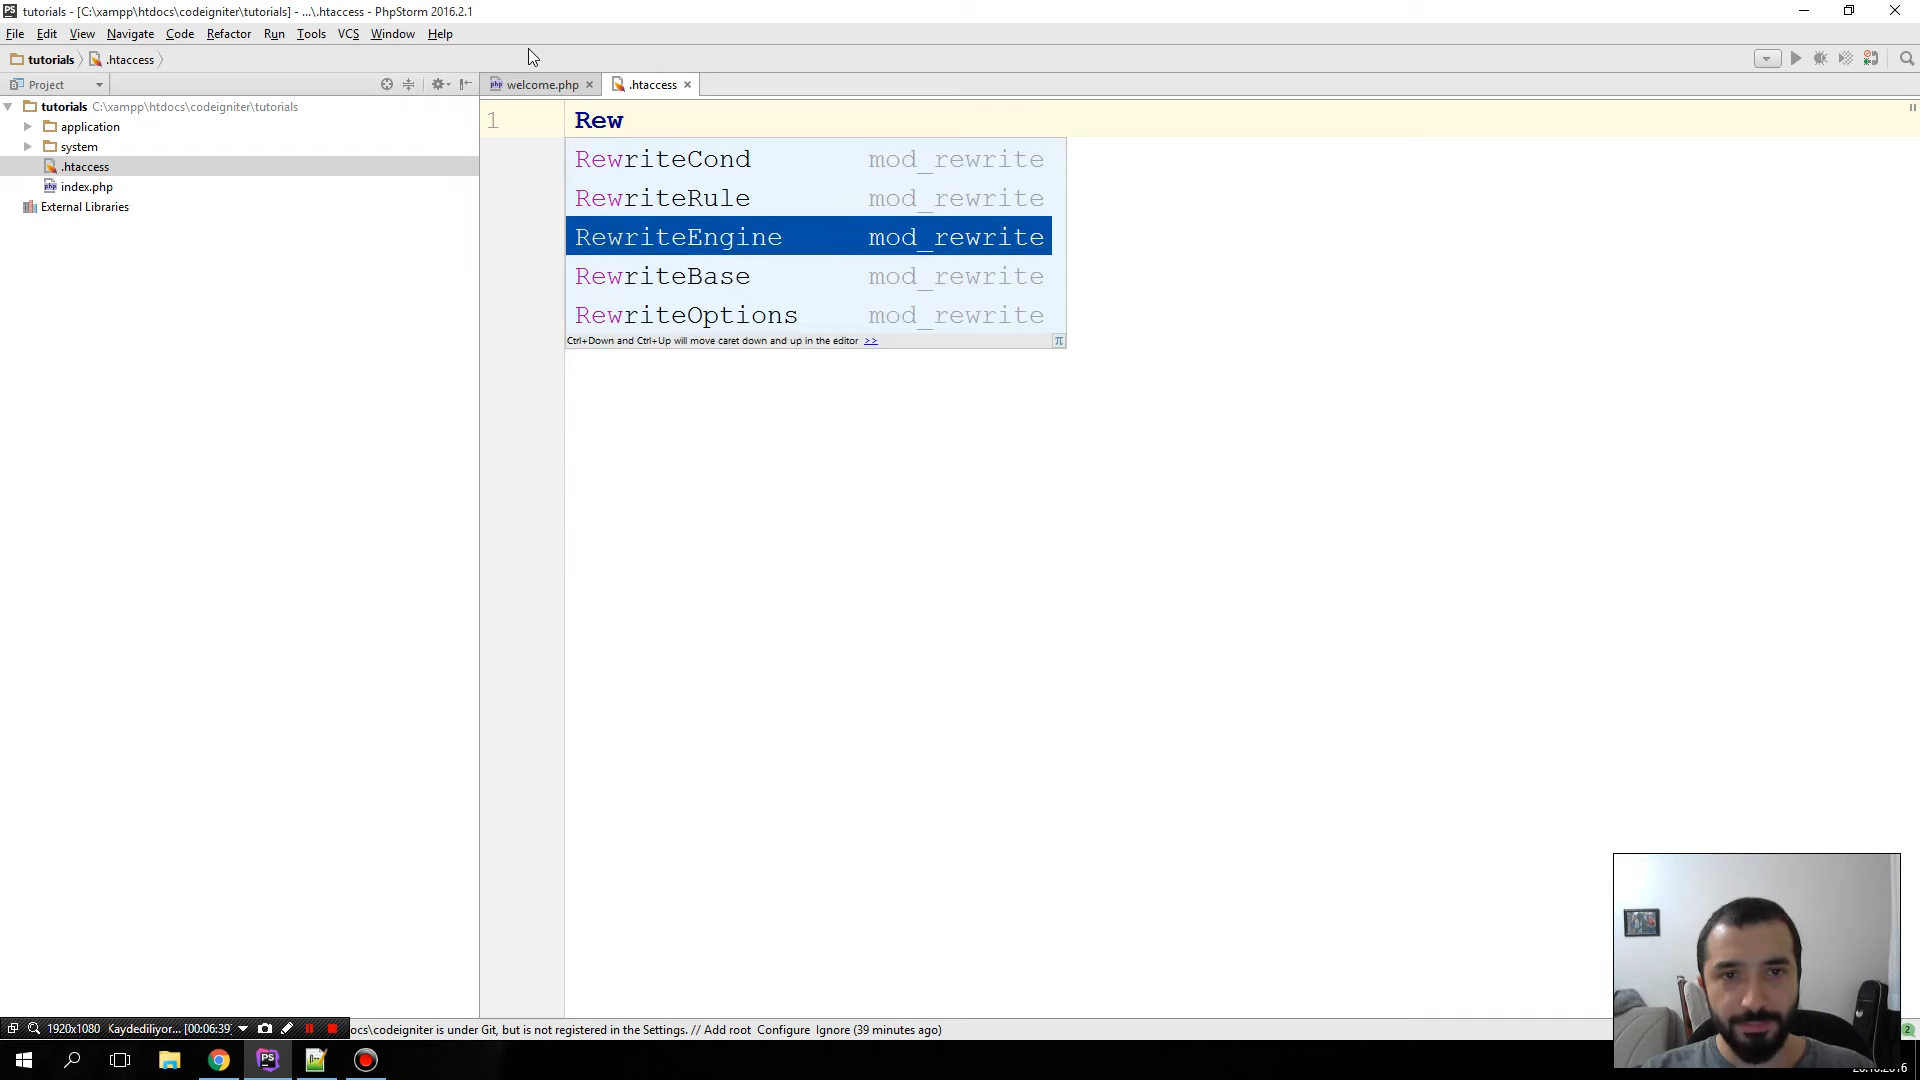 tutorials - [C:\xampp\htdocs\codeigniter\tutorials] - ...\.htaccess - PhpStorm 2016.2.1
File Edit View Navigate Code Refactor Run Tools VCS Window Help
tutorials .htaccess
Project
welcome.php .htaccess
tutorials C:\xampp\htdocs\codeigniter\tutorials
application
system
.htaccess
index.php
External Libraries
1 Rew
RewriteCond mod_rewrite
RewriteRule mod_rewrite
RewriteEngine mod_rewrite
RewriteBase mod_rewrite
RewriteOptions mod_rewrite
Ctrl+Down and Ctrl+Up will move caret down and up in the editor >> π
1920x1080 Kaydediliyor... [00:06:39] ocs\codeigniter is under Git, but is not registered in the Settings. // Add root Configure Ignore (39 minutes ago) 2